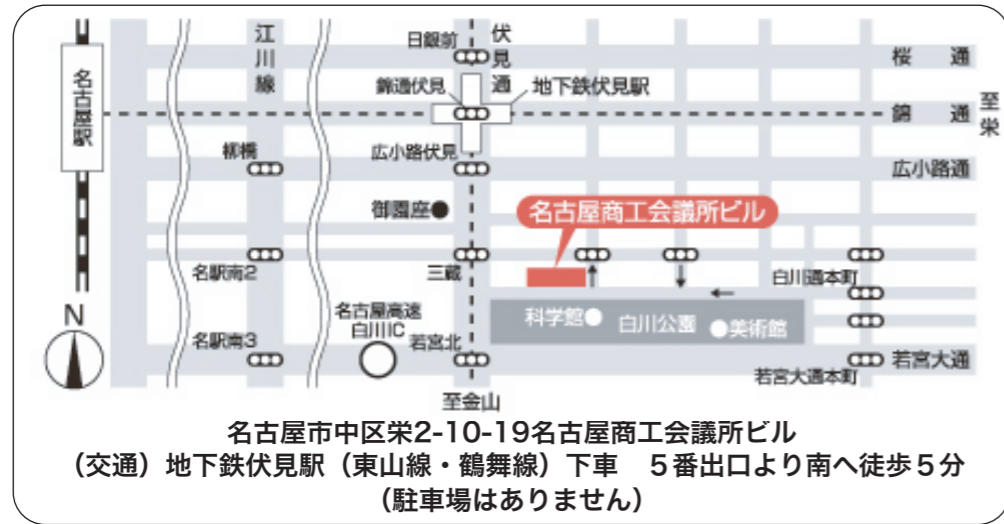 江川線
日銀前
伏見通
桜通
名古屋駅
錦通伏見
地下鉄伏見駅
錦通
至栄
柳橋
広小路伏見
広小路通
御園座
名古屋商工会議所ビル
名駅南2
三蔵
白川通本町
N
名古屋高速
白川IC
科学館
白川公園
美術館
名駅南3
若宮北
若宮大通
若宮大通本町
至金山
名古屋市中区栄2-10-19名古屋商工会議所ビル
（交通）地下鉄伏見駅（東山線・鶴舞線）下車　５番出口より南へ徒歩５分
（駐車場はありません）